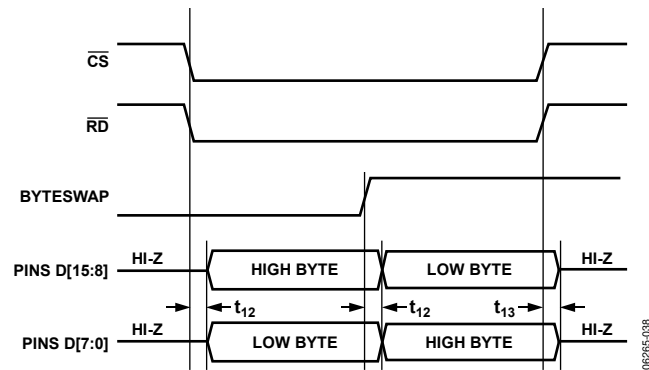 CS
RD
BYTESWAP
PINS D[15:8] HI-Z HIGH BYTE LOW BYTE HI-Z
t12 t12 t13
PINS D[7:0] HI-Z LOW BYTE HIGH BYTE HI-Z
06265-038